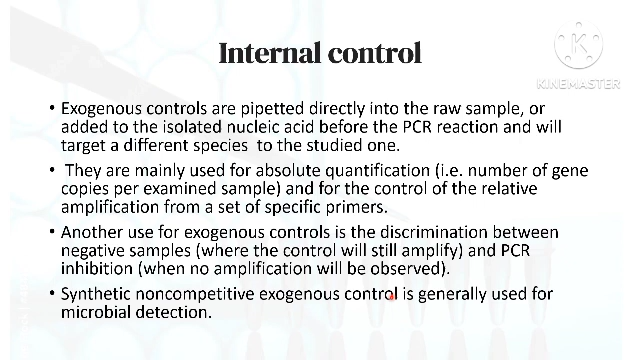 Internal control
K
KINEMASTER
• Exogenous controls are pipetted directly into the raw sample, or
added to the isolated nucleic acid before the PCR reaction and will
target a different species to the studied one.
• They are mainly used for absolute quantification (i.e. number of gene
copies per examined sample) and for the control of the relative
amplification from a set of specific primers.
• Another use for exogenous controls is the discrimination between
negative samples (where the control will still amplify) and PCR
inhibition (when no amplification will be observed).
• Synthetic noncompetitive exogenous control is generally used for
microbial detection.